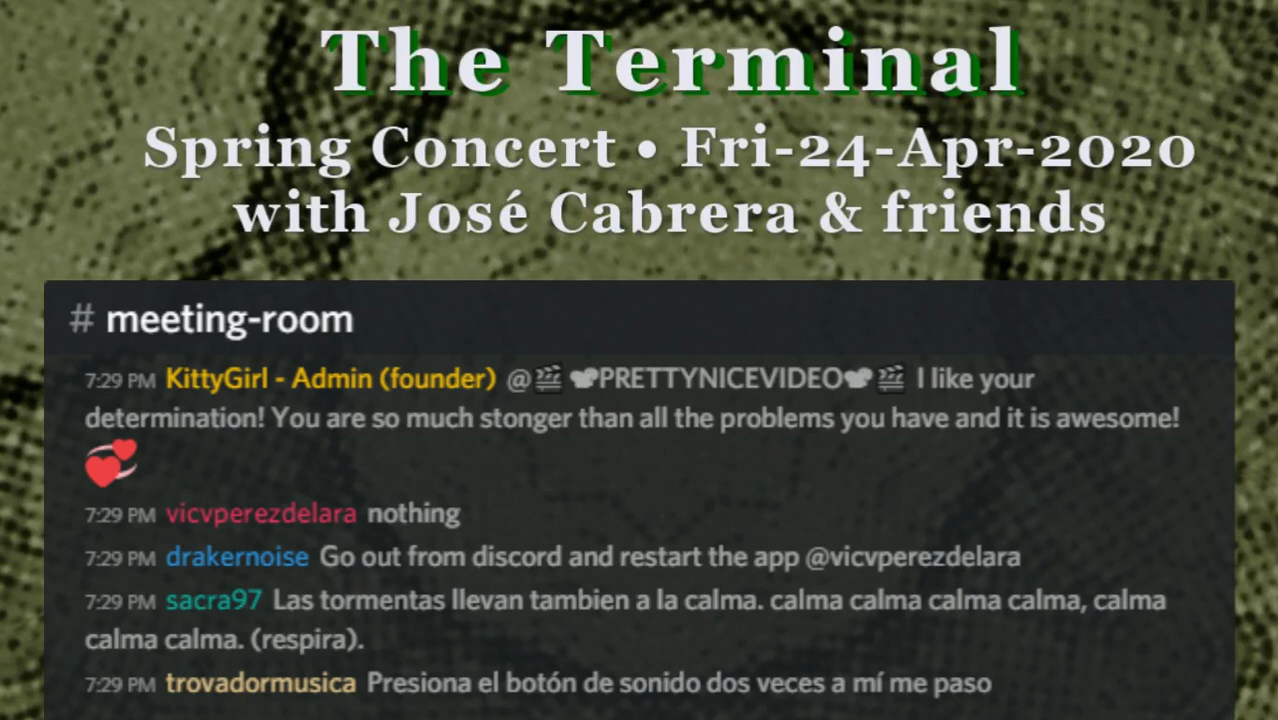 The Terminal
Spring Concert • Fri-24-Apr-2020
with José Cabrera & friends
# meeting-room
7:29 PM KittyGirl - Admin (founder) @🎬 📽PRETTYNICEVIDEO📽🎬 I like your
determination! You are so much stonger than all the problems you have and it is awesome!
💞
7:29 PM vicvperezdelara nothing
7:29 PM drakernoise Go out from discord and restart the app @vicvperezdelara
7:29 PM sacra97 Las tormentas llevan tambien a la calma. calma calma calma calma, calma
calma calma. (respira).
7:29 PM trovadormusica Presiona el botón de sonido dos veces a mí me paso